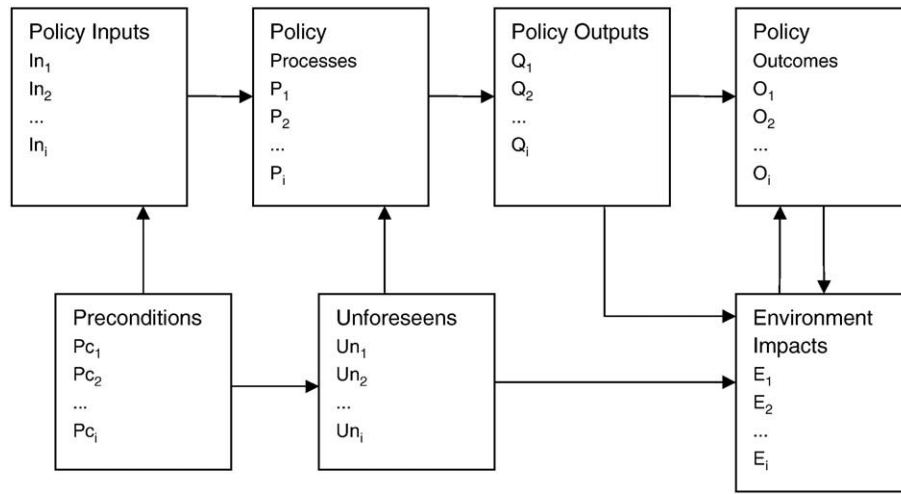 Policy Inputs
In₁
In₂
...
Inᵢ
Policy
Processes
P₁
P₂
...
Pᵢ
Policy Outputs
Q₁
Q₂
...
Qᵢ
Policy
Outcomes
O₁
O₂
...
Oᵢ
Preconditions
Pc₁
Pc₂
...
Pcᵢ
Unforeseens
Un₁
Un₂
...
Unᵢ
Environment
Impacts
E₁
E₂
...
Eᵢ